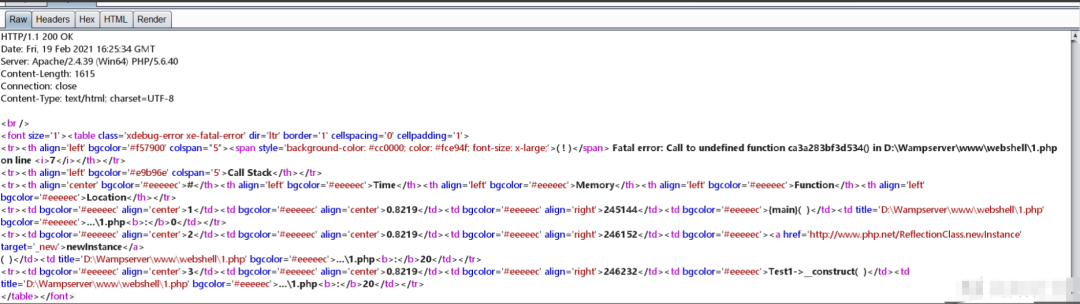 Raw Headers Hex HTML Render
HTTP/1.1 200 OK
Date: Fri, 19 Feb 2021 16:25:34 GMT
Server: Apache/2.4.39 (Win64) PHP/5.6.40
Content-Length: 1615
Connection: close
Content-Type: text/html; charset=UTF-8
<br />
<font size='1'><table class='xdebug-error xe-fatal-error' dir='ltr' border='1' cellspacing='0' cellpadding='1'>
<tr><th align='left' bgcolor='#f57900' colspan="5"><span style='background-color: #cc0000; color: #fce94f; font-size: x-large;'>( ! )</span> Fatal error: Call to undefined function ca3a283bf3d534() in D:\Wampserver\www\webshell\1.php
on line <i>7</i></th></tr>
<tr><th align='left' bgcolor='#e9b96e' colspan='5'>Call Stack</th></tr>
<tr><th align='center' bgcolor='#eeeeec'>#</th><th align='left' bgcolor='#eeeeec'>Time</th><th align='left' bgcolor='#eeeeec'>Memory</th><th align='left' bgcolor='#eeeeec'>Function</th><th align='left'
bgcolor='#eeeeec'>Location</th></tr>
<tr><td bgcolor='#eeeeec' align='center'>1</td><td bgcolor='#eeeeec' align='center'>0.8219</td><td bgcolor='#eeeeec' align='right'>245144</td><td bgcolor='#eeeeec'>{main}( )</td><td title='D:\Wampserver\www\webshell\1.php'
bgcolor='#eeeeec'>...\1.php<b>:</b>0</td></tr>
<tr><td bgcolor='#eeeeec' align='center'>2</td><td bgcolor='#eeeeec' align='center'>0.8219</td><td bgcolor='#eeeeec' align='right'>246152</td><td bgcolor='#eeeeec'><a href='http://www.php.net/ReflectionClass.newInstance'
target='_new'>newInstance</a>
( )</td><td title='D:\Wampserver\www\webshell\1.php' bgcolor='#eeeeec'>...\1.php<b>:</b>20</td></tr>
<tr><td bgcolor='#eeeeec' align='center'>3</td><td bgcolor='#eeeeec' align='center'>0.8219</td><td bgcolor='#eeeeec' align='right'>246232</td><td bgcolor='#eeeeec'>Test1->__construct( )</td><td
title='D:\Wampserver\www\webshell\1.php' bgcolor='#eeeeec'>...\1.php<b>:</b>20</td></tr>
</table></font>